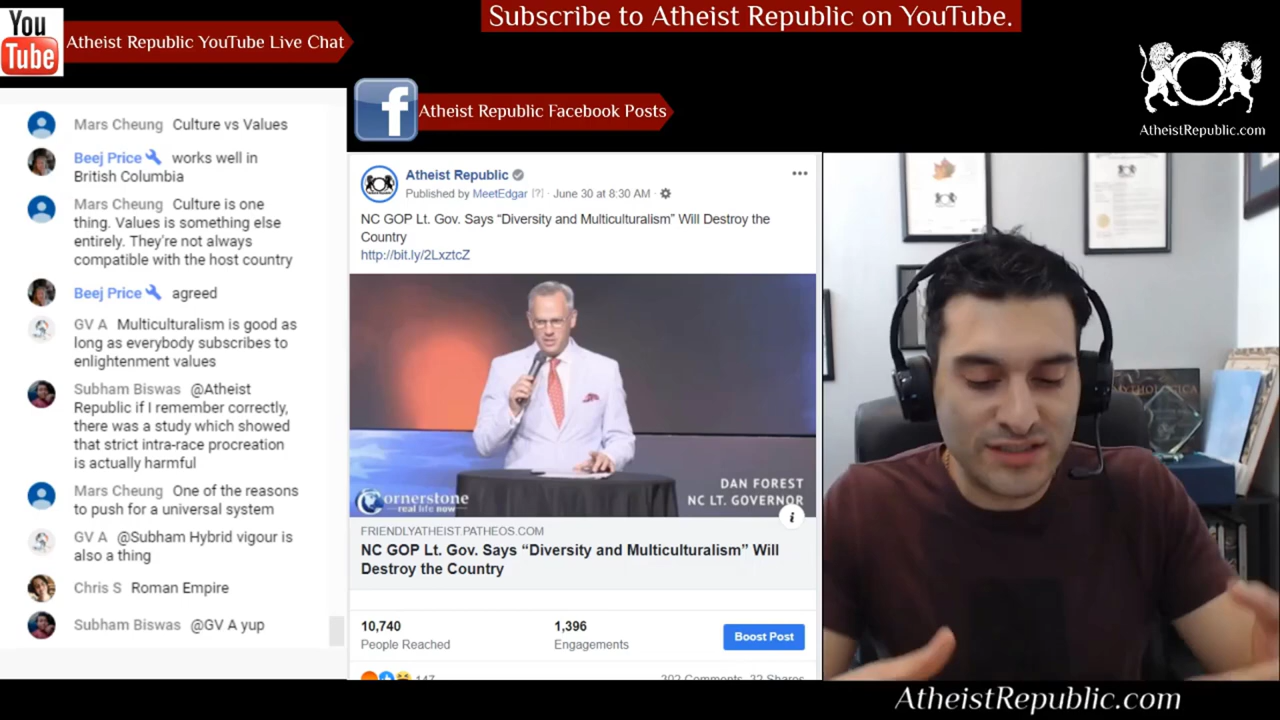 Subscribe to Atheist Republic on YouTube.
You
Tube
Atheist Republic YouTube Live Chat
f
Atheist Republic Facebook Posts
AtheistRepublic.com
Mars Cheung Culture vs Values
Beej Price works well in
British Columbia
Mars Cheung Culture is one
thing. Values is something else
entirely. They're not always
compatible with the host country
Beej Price agreed
GV A Multiculturalism is good as
long as everybody subscribes to
enlightenment values
Subham Biswas @Atheist
Republic if I remember correctly,
there was a study which showed
that strict intra-race procreation
is actually harmful
Mars Cheung One of the reasons
to push for a universal system
GV A @Subham Hybrid vigour is
also a thing
Chris S Roman Empire
Subham Biswas @GV A yup
Atheist Republic
Published by MeetEdgar [?] · June 30 at 8:30 AM ·
NC GOP Lt. Gov. Says “Diversity and Multiculturalism” Will Destroy the
Country
http://bit.ly/2LxztcZ
DAN FOREST
NC LT. GOVERNOR
ornerstone
real life now
i
FRIENDLYATHEIST.PATHEOS.COM
NC GOP Lt. Gov. Says “Diversity and Multiculturalism” Will
Destroy the Country
10,740
People Reached
1,396
Engagements
Boost Post
147
302 Comments 22 Shares
MYTHOLOGICA
AtheistRepublic.com